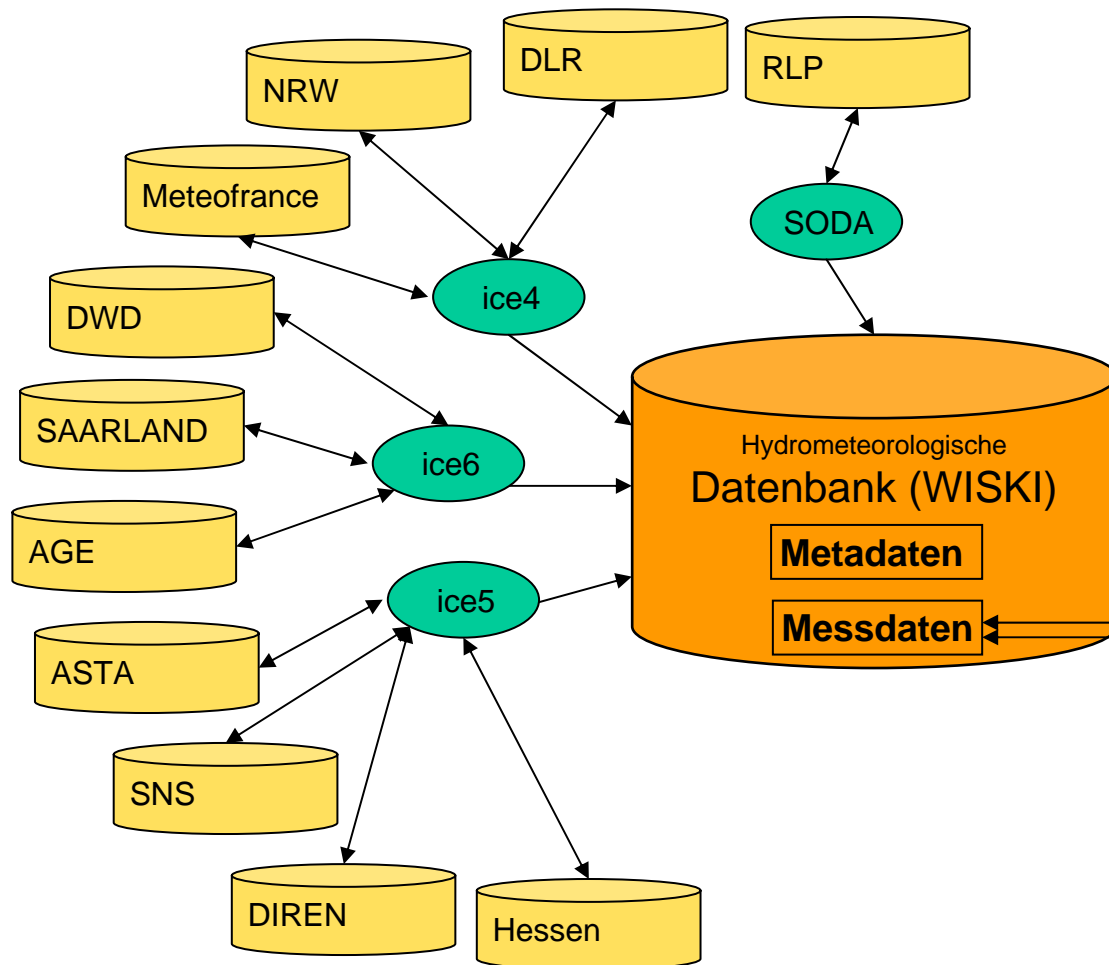 DLR
RLP
NRW
Meteofrance
SODA
ice4
DWD
SAARLAND
ice6
AGE
Hydrometeorologische
Datenbank (WISKI)
Metadaten
Messdaten
ice5
ASTA
SNS
DIREN
Hessen